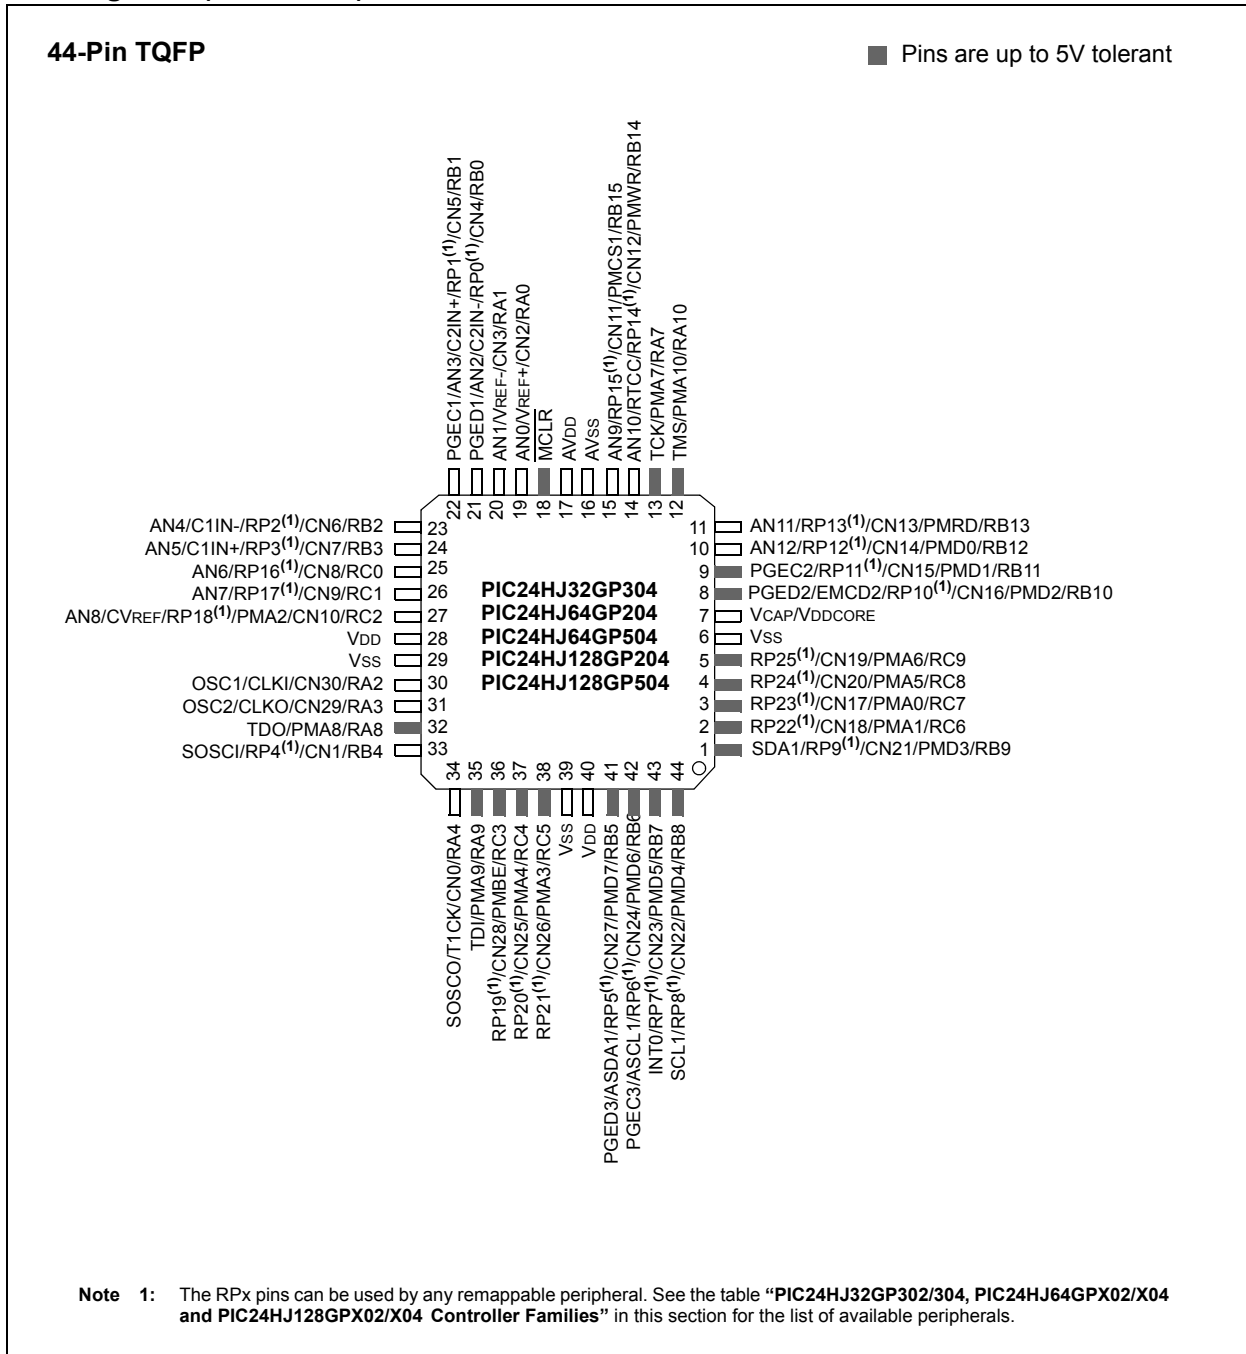 44-Pin TQFP
Pins are up to 5V tolerant
PGEC1/AN3/C2IN+/RP1(1)/CN5/RB1
PGED1/AN2/C2IN-/RP0(1)/CN4/RB0
AN1/VREF-/CN3/RA1
AN0/VREF+/CN2/RA0
MCLR
AVDD
AVSS
AN9/RP15(1)/CN11/PMCS1/RB15
AN10/RTCC/RP14(1)/CN12/PMWR/RB14
TCK/PMA7/RA7
TMS/PMA10/RA10
22
21
20
19
18
17
16
15
14
13
12
AN4/C1IN-/RP2(1)/CN6/RB2 23
AN5/C1IN+/RP3(1)/CN7/RB3 24
AN6/RP16(1)/CN8/RC0 25
AN7/RP17(1)/CN9/RC1 26
AN8/CVREF/RP18(1)/PMA2/CN10/RC2 27
VDD 28
VSS 29
OSC1/CLKI/CN30/RA2 30
OSC2/CLKO/CN29/RA3 31
TDO/PMA8/RA8 32
SOSCI/RP4(1)/CN1/RB4 33
PIC24HJ32GP304
PIC24HJ64GP204
PIC24HJ64GP504
PIC24HJ128GP204
PIC24HJ128GP504
11 AN11/RP13(1)/CN13/PMRD/RB13
10 AN12/RP12(1)/CN14/PMD0/RB12
9 PGEC2/RP11(1)/CN15/PMD1/RB11
8 PGED2/EMCD2/RP10(1)/CN16/PMD2/RB10
7 VCAP/VDDCORE
6 VSS
5 RP25(1)/CN19/PMA6/RC9
4 RP24(1)/CN20/PMA5/RC8
3 RP23(1)/CN17/PMA0/RC7
2 RP22(1)/CN18/PMA1/RC6
1 SDA1/RP9(1)/CN21/PMD3/RB9
34
35
36
37
38
39
40
41
42
43
44
SOSCO/T1CK/CN0/RA4
TDI/PMA9/RA9
RP19(1)/CN28/PMBE/RC3
RP20(1)/CN25/PMA4/RC4
RP21(1)/CN26/PMA3/RC5
VSS
VDD
PGED3/ASDA1/RP5(1)/CN27/PMD7/RB5
PGEC3/ASCL1/RP6(1)/CN24/PMD6/RB6
INT0/RP7(1)/CN23/PMD5/RB7
SCL1/RP8(1)/CN22/PMD4/RB8
Note 1: The RPx pins can be used by any remappable peripheral. See the table "PIC24HJ32GP302/304, PIC24HJ64GPX02/X04
and PIC24HJ128GPX02/X04 Controller Families" in this section for the list of available peripherals.